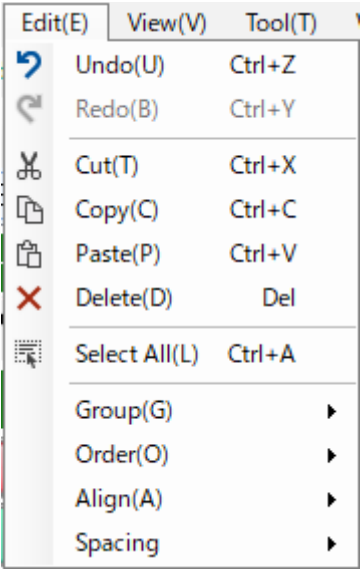 Edit(E) View(V) Tool(T)
Undo(U) Ctrl+Z
Redo(B) Ctrl+Y
Cut(T) Ctrl+X
Copy(C) Ctrl+C
Paste(P) Ctrl+V
Delete(D) Del
Select All(L) Ctrl+A
Group(G)
Order(O)
Align(A)
Spacing